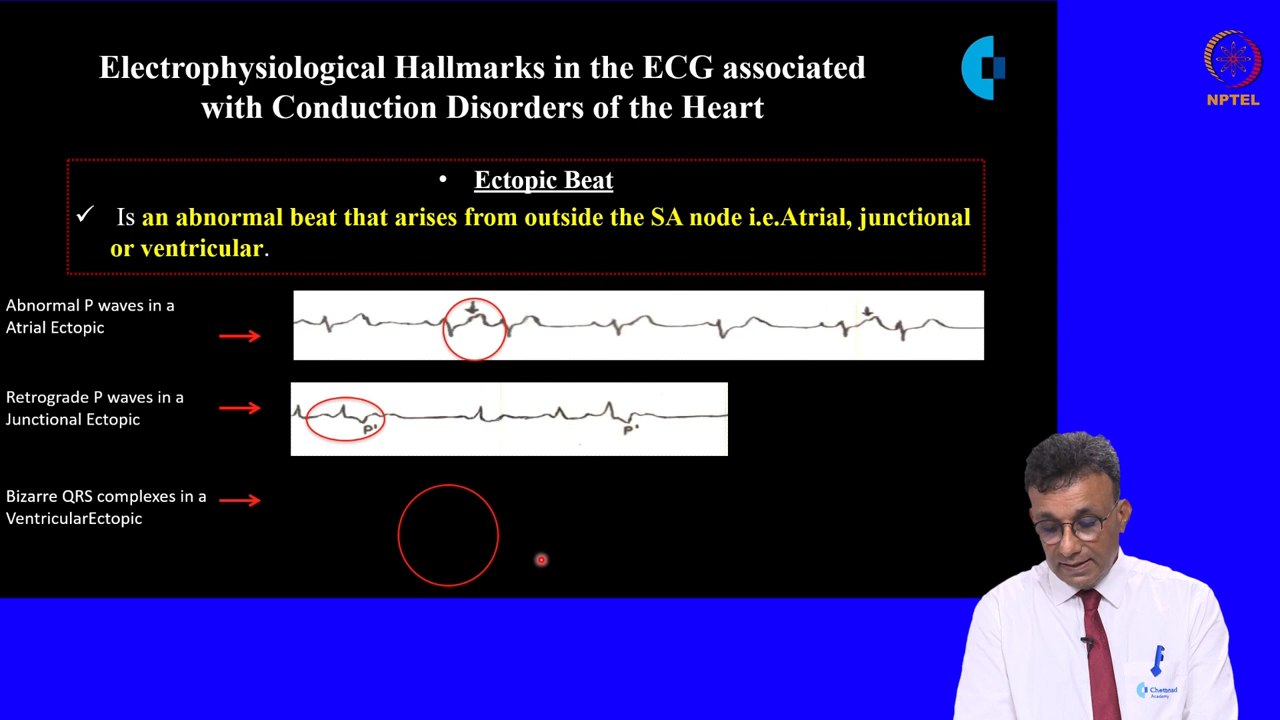 Electrophysiological Hallmarks in the ECG associated
with Conduction Disorders of the Heart
NPTEL
• Ectopic Beat
✓ Is an abnormal beat that arises from outside the SA node i.e.Atrial, junctional
or ventricular.
Abnormal P waves in a
Atrial Ectopic
Retrograde P waves in a
Junctional Ectopic
P'
P'
Bizarre QRS complexes in a
VentricularEctopic
Chettinad
Academy